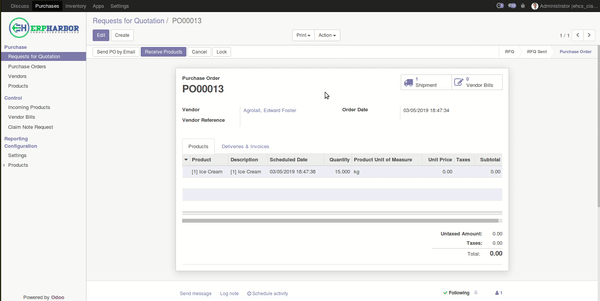 Discuss Purchases Inventory Apps Settings
Administrator
ERPHARBOR
Requests for Quotation / PO00013
Edit Create
Print Action
1 / 1
Send PO by Email Receive Products Cancel Lock
RFQ RFQ Sent Purchase Order
Purchase
Requests for Quotation
Purchase Orders
Vendors
Products
Control
Incoming Products
Vendor Bills
Claim Note Request
Reporting
Configuration
Settings
Products
Powered by Odoo
Purchase Order
PO00013
1
Shipment
0
Vendor Bills
Vendor
Edward Foster
Order Date
03/05/2019 18:47:34
Vendor Reference
Products Deliveries & Invoices
Product Description Scheduled Date Quantity Product Unit of Measure Unit Price Taxes Subtotal
[1] Ice Cream [1] Ice Cream 03/05/2019 18:47:38 15.000 kg 0.00 0.00
Untaxed Amount: 0.00
Taxes: 0.00
Total: 0.00
Send message Log note Schedule activity
Following 0 1